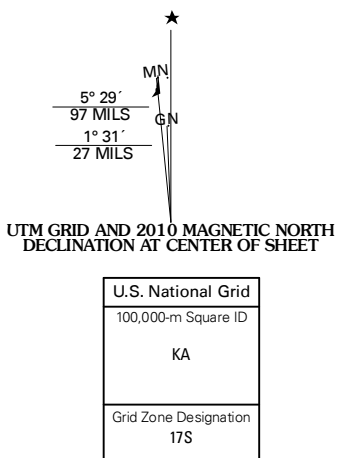 MN
5° 29´
97 MILS
GN
1° 31´
27 MILS
UTM GRID AND 2010 MAGNETIC NORTH
DECLINATION AT CENTER OF SHEET
U.S. National Grid
100,000-m Square ID
KA
Grid Zone Designation
17S